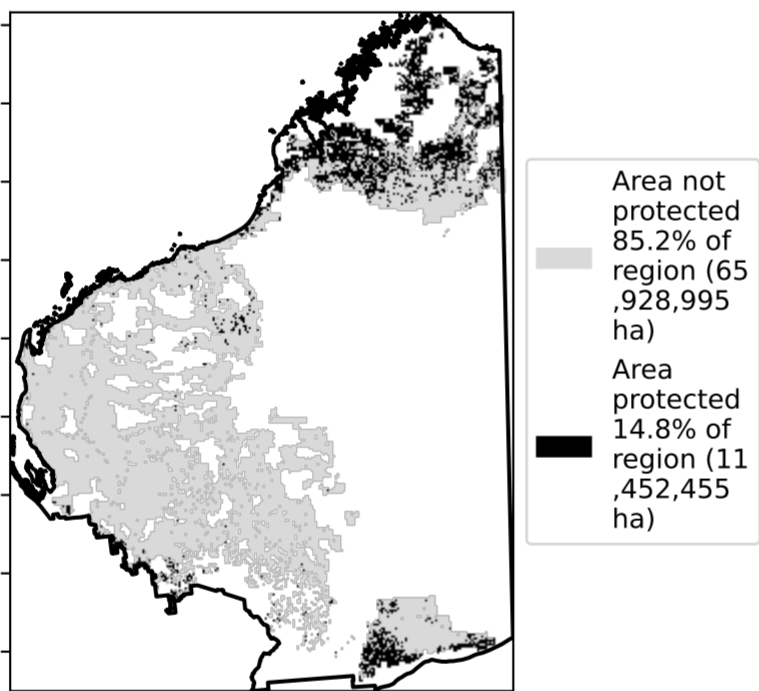 Area not
protected
85.2% of
region (65
,928,995
ha)
Area
protected
14.8% of
region (11
,452,455
ha)